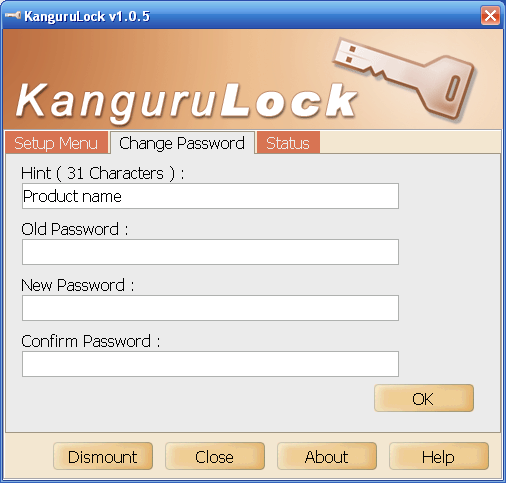 KanguruLock v1.0.5
KanguruLock
Setup Menu Change Password Status
Hint ( 31 Characters ) :
Product name
Old Password :
New Password :
Confirm Password :
OK
Dismount Close About Help